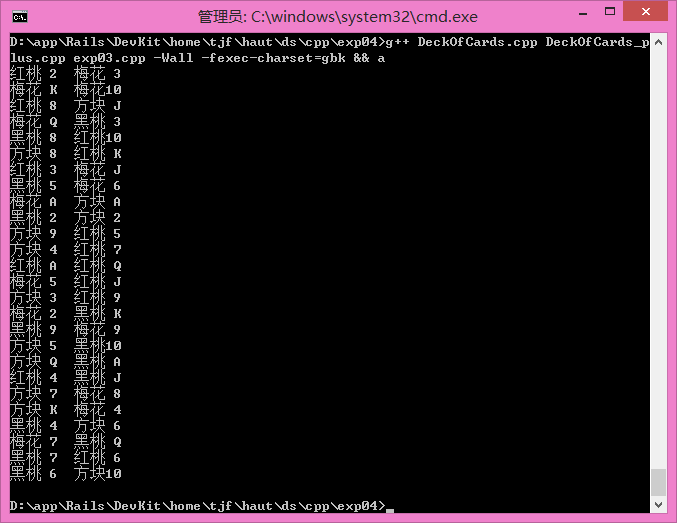 管理员: C:\windows\system32\cmd.exe
D:\app\Rails\DevKit\home\tjf\haut\ds\cpp\exp04>g++ DeckOfCards.cpp DeckOfCards_p
lus.cpp exp03.cpp -Wall -fexec-charset=gbk && a
红桃 2  梅花 3
梅花 K  梅花10
红桃 8  方块 J
梅花 Q  黑桃 3
黑桃 8  红桃10
方块 8  红桃 K
红桃 3  梅花 J
黑桃 5  梅花 6
梅花 A  方块 A
黑桃 2  方块 2
方块 9  红桃 5
方块 4  红桃 7
红桃 A  红桃 Q
梅花 5  红桃 J
方块 3  红桃 9
梅花 2  黑桃 K
黑桃 9  梅花 9
方块 5  黑桃10
方块 Q  黑桃 A
红桃 4  黑桃 J
方块 7  梅花 8
方块 K  梅花 4
黑桃 4  方块 6
梅花 7  黑桃 Q
黑桃 7  红桃 6
黑桃 6  方块10
D:\app\Rails\DevKit\home\tjf\haut\ds\cpp\exp04>